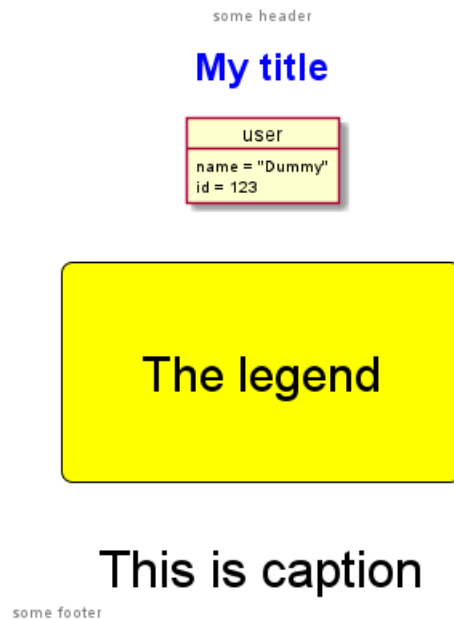 some header
My title
user
name = "Dummy"
id = 123
The legend
This is caption
some footer